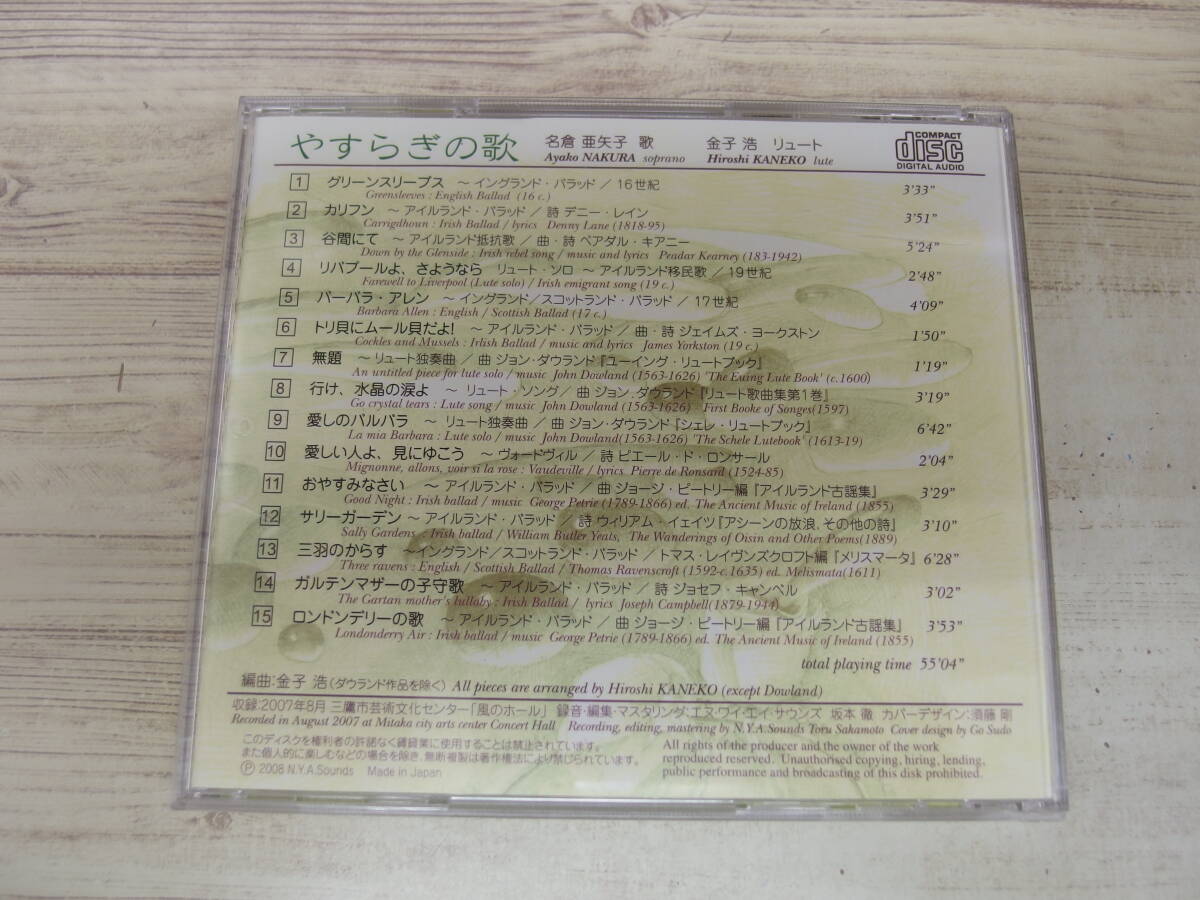 やすらぎの歌 名倉 亜矢子 歌 金子 浩 リュート
Ayako NAKURA soprano Hiroshi KANEKO lute
COMPACT
disc
DIGITAL AUDIO
1 グリーンスリーブス ～ イングランド・バラッド / 16世紀 3'33"
Greensleeves : English Ballad (16 c.)
2 カリフン ～ アイルランド・バラッド / 詩 デニー・レイン 3'51"
Carrigdhoun : Irish Ballad / lyrics Denny Lane (1818-95)
3 谷間にて ～ アイルランド抵抗歌 / 曲・詩 ペアダル・キアニー 5'24"
Down by the Glenside : Irish rebel song / music and lyrics Peadar Kearney (183-1942)
4 リバプールよ、さようなら リュート・ソロ ～ アイルランド移民歌 / 19世紀 2'48"
Farewell to Liverpool (Lute solo) / Irish emigrant song (19 c.)
5 バーバラ・アレン ～ イングランド/スコットランド・バラッド / 17世紀 4'09"
Barbara Allen : English / Scottish Ballad (17 c.)
6 トリ貝にムール貝だよ! ～ アイルランド・バラッド / 曲・詩 ジェイムズ・ヨークストン 1'50"
Cockles and Mussels : Irlish Ballad / music and lyrics James Yorkston (19 c.)
7 無題 ～ リュート独奏曲 / 曲 ジョン・ダウランド『ユーイング・リュートブック』 1'19"
An untitled piece for lute solo / music John Dowland (1563-1626) 'The Euing Lute Book' (c.1600)
8 行け、水晶の涙よ ～ リュート・ソング / 曲 ジョン.ダウランド『リュート歌曲集第1巻』 3'19"
Go crystal tears : Lute song / music John Dowland (1563-1626) First Booke of Songes(1597)
9 愛しのバルバラ ～ リュート独奏曲 / 曲 ジョン・ダウランド『シェレ・リュートブック』 6'42"
La mia Barbara : Lute solo / music John Dowland(1563-1626) 'The Schele Lutebook' (1613-19)
10 愛しい人よ、見にゆこう ～ ヴォードヴィル / 詩 ピエール・ド・ロンサール 2'04"
Mignonne, allons, voir si la rose : Vaudeville / lyrics Pierre de Ronsard (1524-85)
11 おやすみなさい ～ アイルランド・バラッド / 曲 ジョージ・ピートリー編『アイルランド古謡集』 3'29"
Good Night : Irish ballad / music George Petrie (1789-1866) ed. The Ancient Music of Ireland (1855)
12 サリーガーデン ～ アイルランド・バラッド / 詩 ウィリアム・イェイツ『アシーンの放浪、その他の詩』 3'10"
Sally Gardens : Irish ballad / William Butler Yeats, The Wanderings of Oisin and Other Poems(1889)
13 三羽のからす ～イングランド/スコットランド・バラッド / トマス・レイヴンズクロフト編『メリスマータ』 6'28"
Three ravens : English / Scottish Ballad / Thomas Ravenscroft (1592-c.1635) ed. Melismata(1611)
14 ガルテンマザーの子守歌 ～ アイルランド・バラッド / 詩 ジョセフ・キャンベル 3'02"
The Gartan mother's lullaby : Irish Ballad / lyrics Joseph Campbell(1879-1944)
15 ロンドンデリーの歌 ～ アイルランド・バラッド / 曲 ジョージ・ピートリー編『アイルランド古謡集』 3'53"
Londonderry Air : Irish ballad / music George Petrie (1789-1866) ed. The Ancient Music of Ireland (1855)
total playing time 55'04"
編曲:金子 浩 (ダウランド作品を除く) All pieces are arranged by Hiroshi KANEKO (except Dowland)
収録:2007年8月 三鷹市芸術文化センター「風のホール」 録音・編集・マスタリング:エヌ・ワイ・エイ・サウンズ 坂本 徹 カバーデザイン:須藤 剛
Recorded in August 2007 at Mitaka city arts center Concert Hall Recording, editing, mastering by N.Y.A.Sounds Toru Sakamoto Cover design by Go Sudo
このディスクを権利者の許諾なく賃貸業に使用することは禁止されています。
また個人的に楽しむなどの場合を除き、無断複製は著作権法により禁じられています。
Ⓟ 2008 N.Y.A.Sounds Made in Japan
All rights of the producer and the owner of the work
reproduced reserved. Unauthorised copying, hiring, lending,
public performance and broadcasting of this disk prohibited.